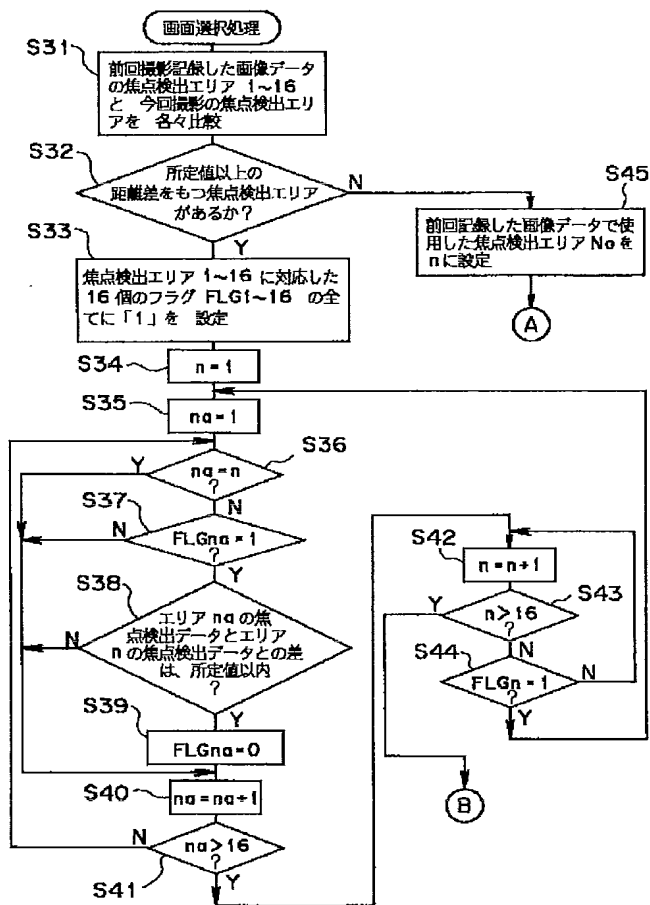 画面選択処理
S31
前回撮影記録した画像データ
の焦点検出エリア 1~16
と 今回撮影の焦点検出エリ
アを 各々比較
S32
所定値以上の
距離差をもつ焦点検出エリア
があるか?
N
Y
S45
前回記録した画像データで使
用した焦点検出エリア No を
n に設定
A
S33
焦点検出エリア 1~16 に対応した
16 個のフラグ FLG1~16 の全
てに「1」を 設定
S34
n=1
S35
na=1
S36
na=n
?
Y
N
S37
FLGna=1
?
N
Y
S38
エリア na の焦
点検出データとエリア
n の焦点検出データとの差
は、所定値以内
?
N
Y
S39
FLGna=0
S40
na=na+1
S41
na>16
?
N
Y
S42
n=n+1
S43
n>16
?
Y
N
S44
FLGn=1
?
N
Y
B